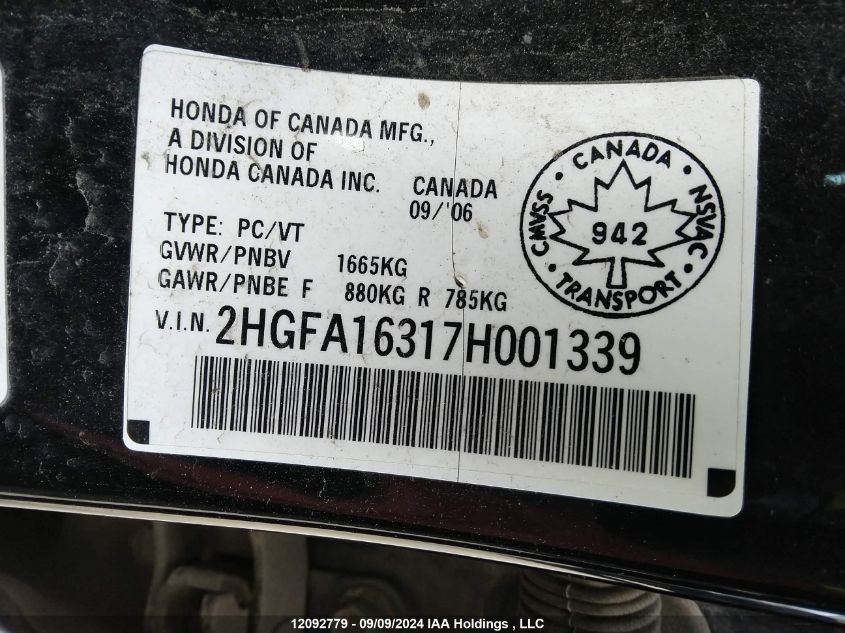 HONDA OF CANADA MFG.,
A DIVISION OF
HONDA CANADA INC. CANADA
09/'06
TYPE: PC/VT
GVWR/PNBV 1665KG
GAWR/PNBE F 880KG R 785KG
V.I.N. 2HGFA16317H001339
CMVSS · CANADA · NSVAC · TRANSPORT ·
942
12092779 - 09/09/2024 IAA Holdings, LLC